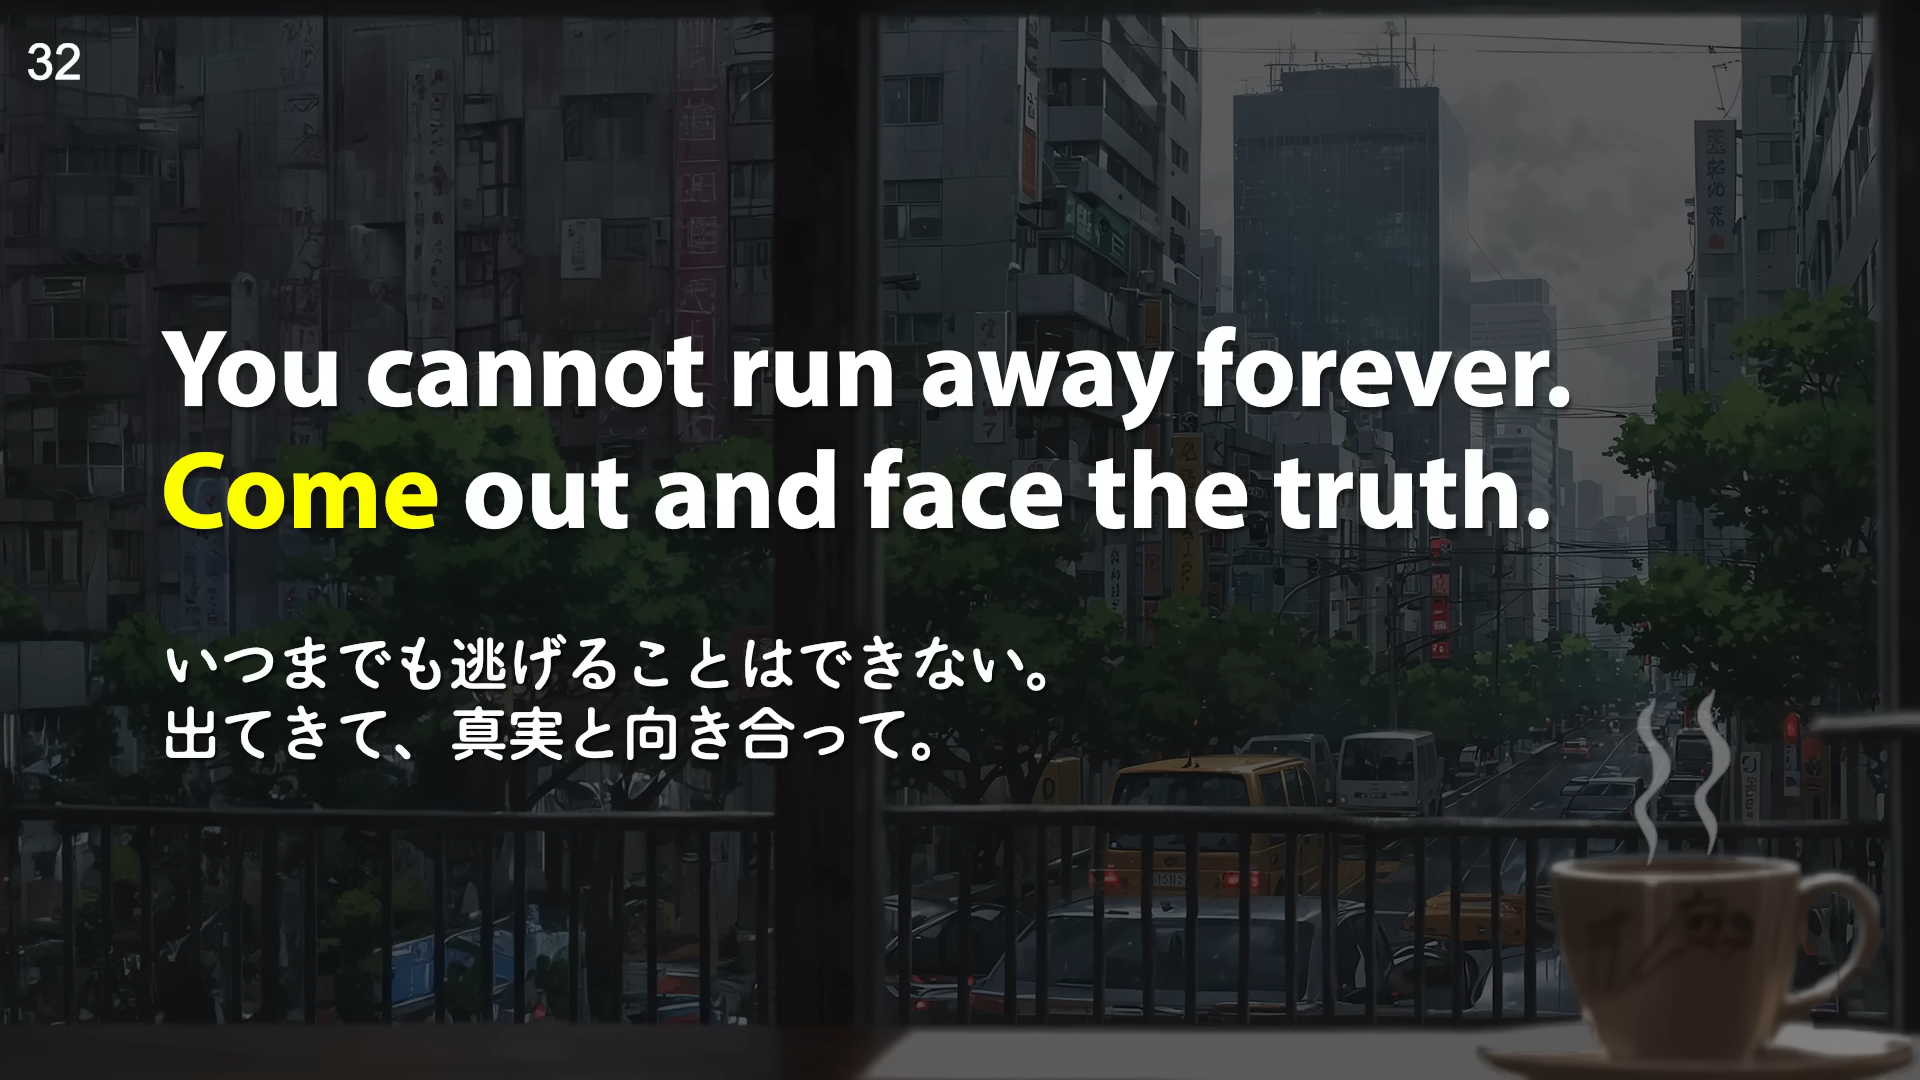 32
You cannot run away forever.
Come out and face the truth.
いつまでも逃げることはできない。
出てきて、真実と向き合って。